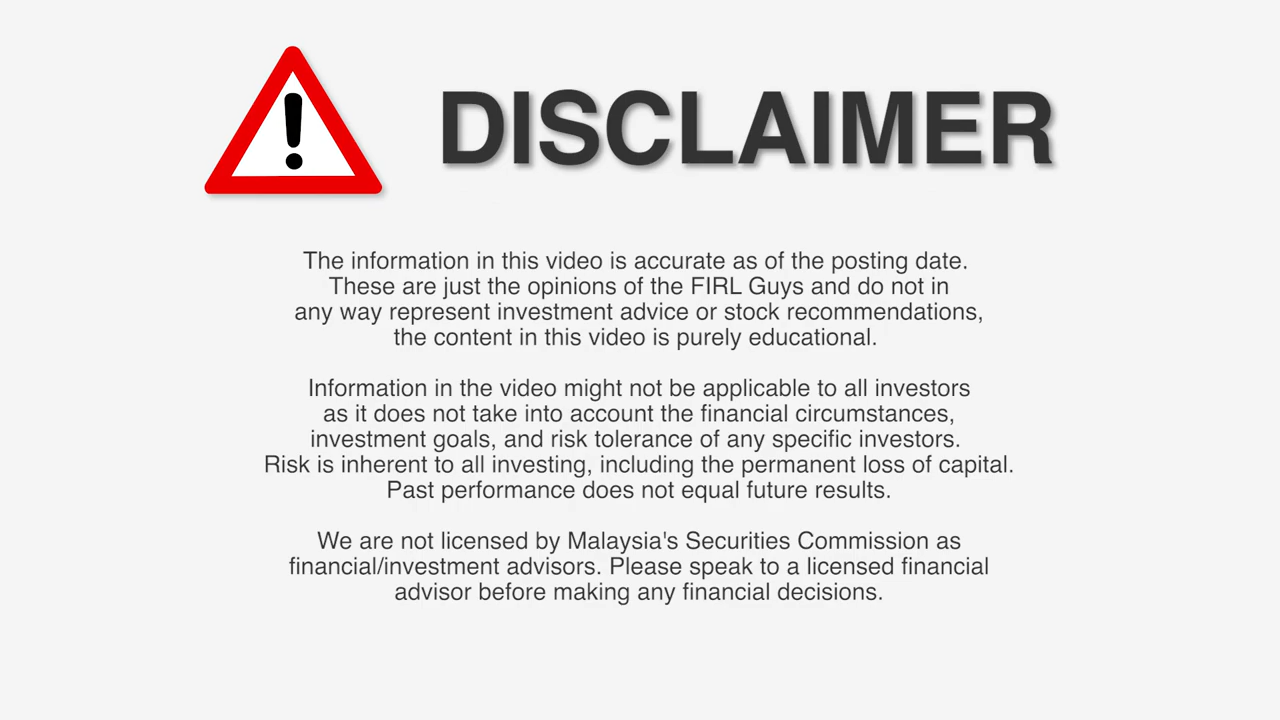 DISCLAIMER
The information in this video is accurate as of the posting date.
These are just the opinions of the FIRL Guys and do not in
any way represent investment advice or stock recommendations,
the content in this video is purely educational.
Information in the video might not be applicable to all investors
as it does not take into account the financial circumstances,
investment goals, and risk tolerance of any specific investors.
Risk is inherent to all investing, including the permanent loss of capital.
Past performance does not equal future results.
We are not licensed by Malaysia's Securities Commission as
financial/investment advisors. Please speak to a licensed financial
advisor before making any financial decisions.